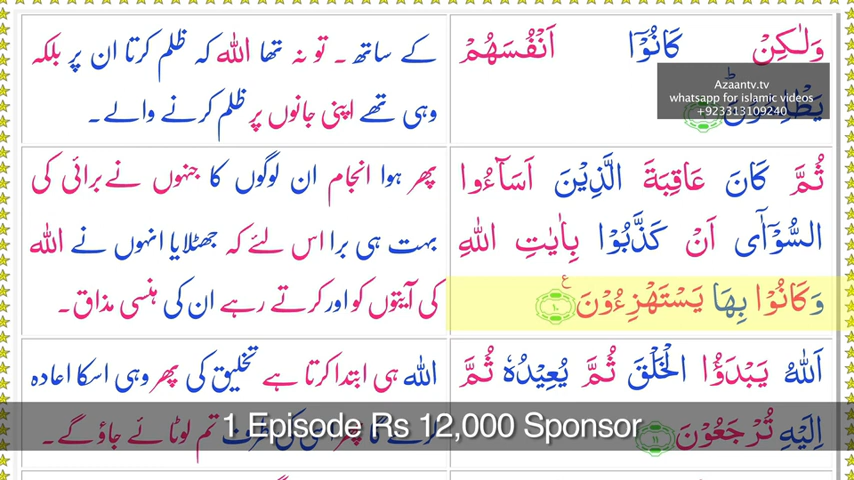 وَلٰكِنْ كَانُوْۤا اَنْفُسَهُمْ
کے ساتھ۔ تو نہ تھا اللہ کہ ظلم کرتا ان پر بلکہ
Azaantv.tv
whatsapp for islamic videos
+923313109240
وہی تھے اپنی جانوں پر ظلم کرنے والے۔
ثُمَّ كَانَ عَاقِبَةَ الَّذِيْنَ اَسَآءُوا
السُّوْٓاٰى اَنْ كَذَّبُوْا بِاٰيٰتِ اللّٰهِ
وَكَانُوْا بِهَا يَسْتَهْزِءُوْنَ ۱۰
پھر ہوا انجام ان لوگوں کا جنہوں نے برائی کی
بہت ہی برا اس لئے کہ جھٹلایا انہوں نے اللہ
کی آیتوں کو اور کرتے رہے ان کی ہنسی مذاق۔
اَللّٰهُ يَبْدَؤُا الْخَلْقَ ثُمَّ يُعِيْدُهٗ ثُمَّ
اِلَيْهِ تُرْجَعُوْنَ ۱۱
اللہ ہی ابتدا کرتا ہے تخلیق کی پھر وہی اسکا اعادہ
تم لوٹائے جاؤ گے۔
1 Episode Rs 12,000 Sponsor